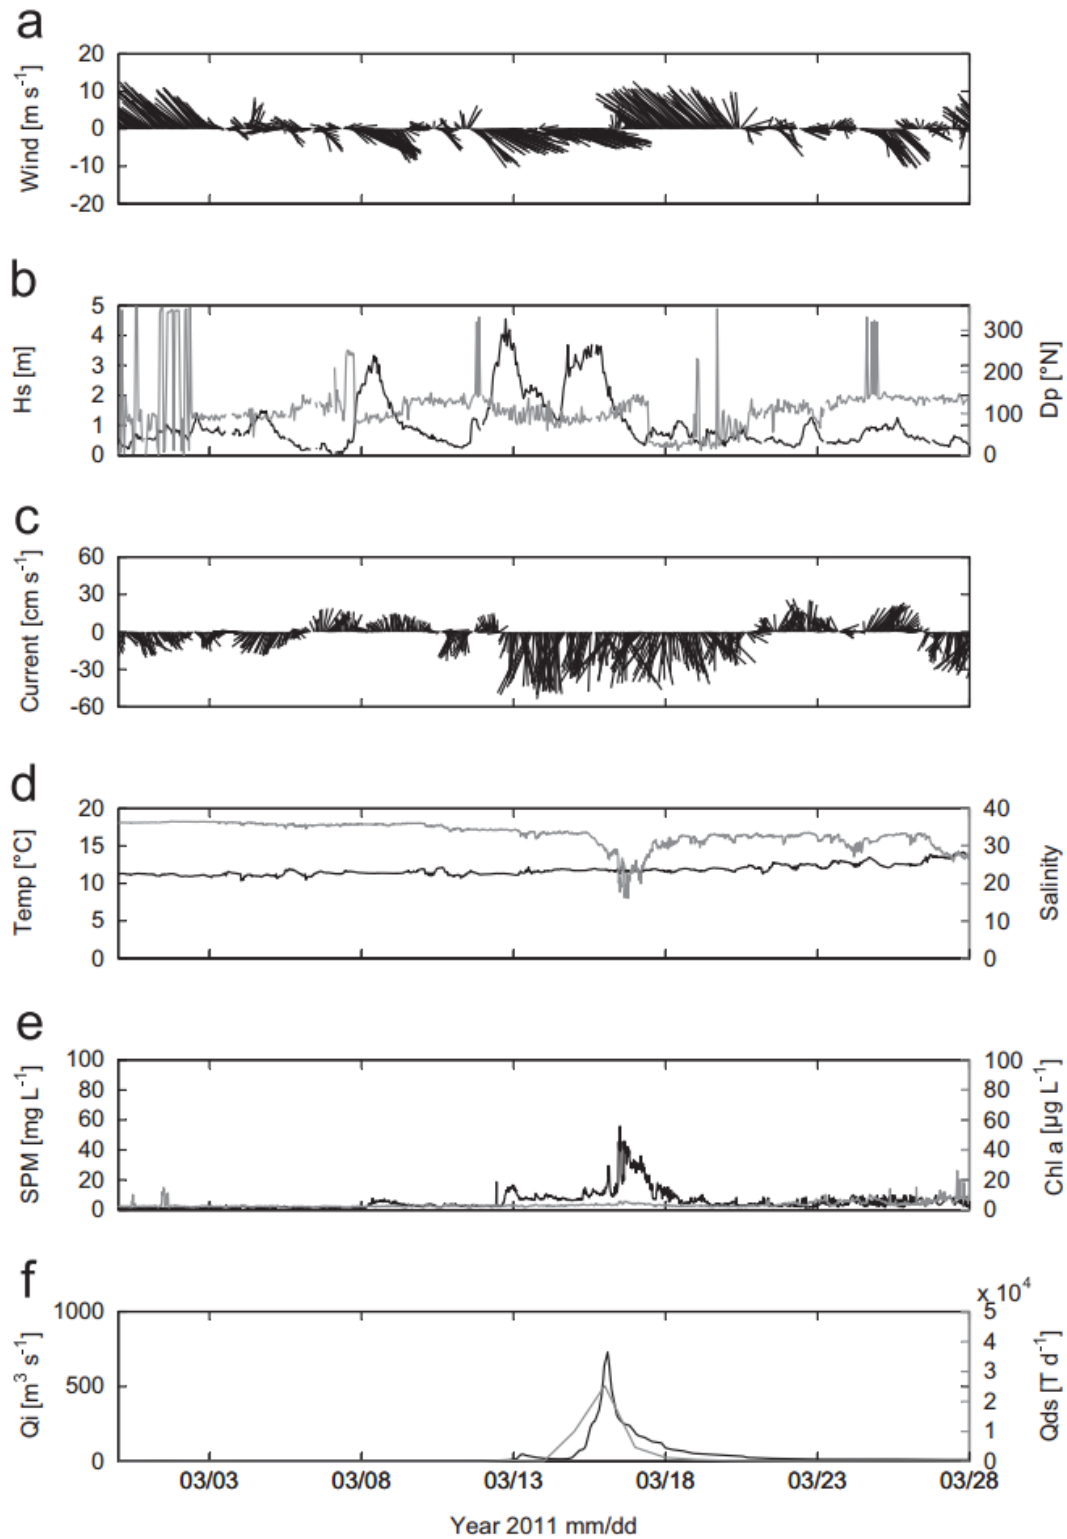 a
20
10
0
-10
-20
Wind [m s⁻¹]
b
5
4
3
2
1
0
Hs [m]
300
200
100
0
Dp [°N]
c
60
30
0
-30
-60
Current [cm s⁻¹]
d
20
15
10
5
0
Temp [°C]
40
30
20
10
0
Salinity
e
100
80
60
40
20
0
SPM [mg L⁻¹]
100
80
60
40
20
0
Chl a [µg L⁻¹]
f
1000
500
0
Qi [m³ s⁻¹]
x 10⁴
5
4
3
2
1
0
Qds [T d⁻¹]
03/03 03/08 03/13 03/18 03/23 03/28
Year 2011 mm/dd